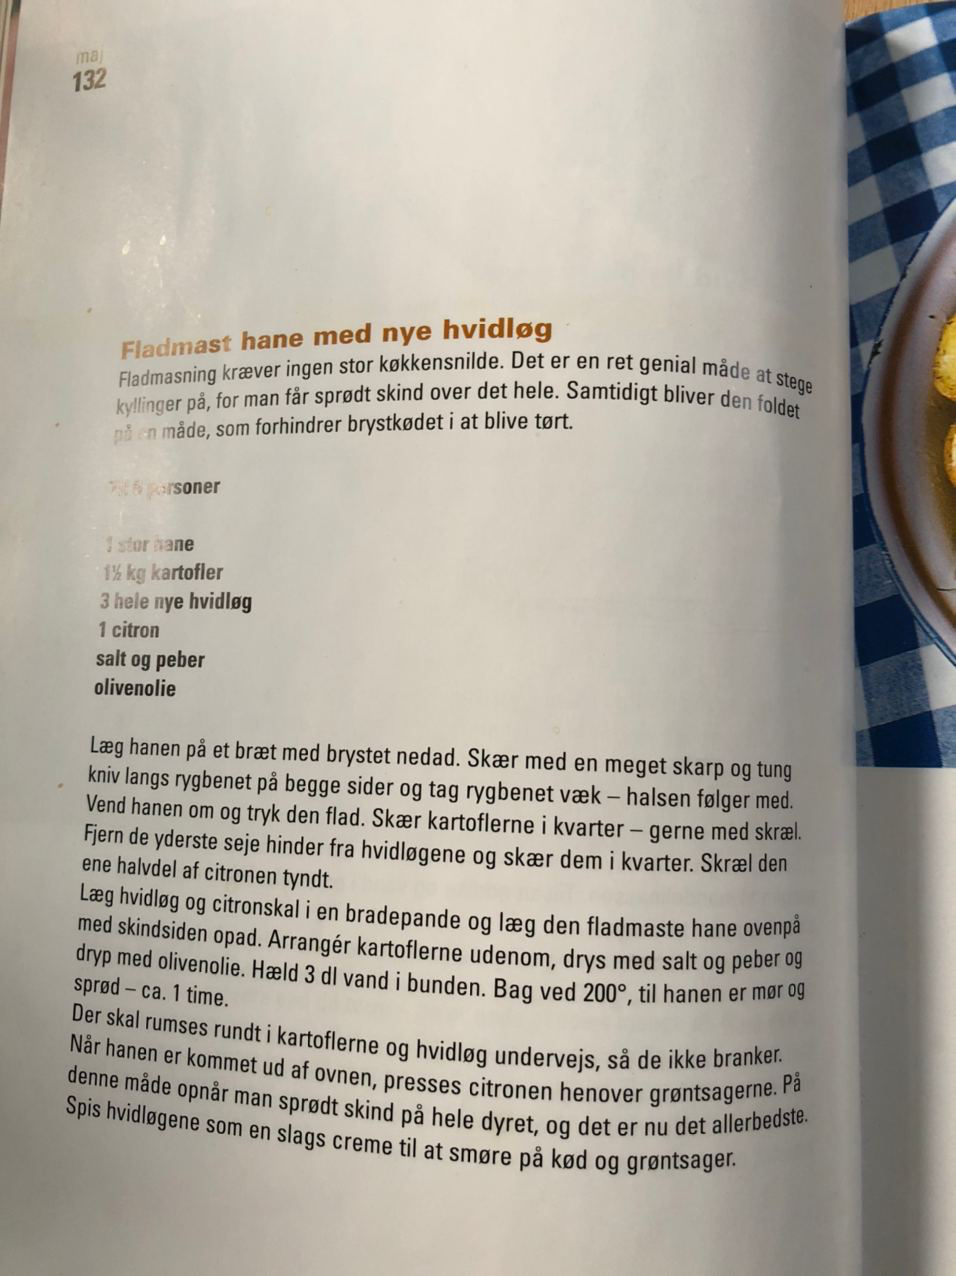 maj
132
Fladmast hane med nye hvidløg
Fladmasning kræver ingen stor køkkensnilde. Det er en ret genial måde at stege
kyllinger på, for man får sprødt skind over det hele. Samtidigt bliver den foldet
på en måde, som forhindrer brystkødet i at blive tørt.
personer
1 stor hane
1½ kg kartofler
3 hele nye hvidløg
1 citron
salt og peber
olivenolie
Læg hanen på et bræt med brystet nedad. Skær med en meget skarp og tung
kniv langs rygbenet på begge sider og tag rygbenet væk – halsen følger med.
Vend hanen om og tryk den flad. Skær kartoflerne i kvarter – gerne med skræl.
Fjern de yderste seje hinder fra hvidløgene og skær dem i kvarter. Skræl den
ene halvdel af citronen tyndt.
Læg hvidløg og citronskal i en bradepande og læg den fladmaste hane ovenpå
med skindsiden opad. Arrangér kartoflerne udenom, drys med salt og peber og
dryp med olivenolie. Hæld 3 dl vand i bunden. Bag ved 200°, til hanen er mør og
sprød – ca. 1 time.
Der skal rumses rundt i kartoflerne og hvidløg undervejs, så de ikke branker.
Når hanen er kommet ud af ovnen, presses citronen henover grøntsagerne. På
denne måde opnår man sprødt skind på hele dyret, og det er nu det allerbedste.
Spis hvidløgene som en slags creme til at smøre på kød og grøntsager.